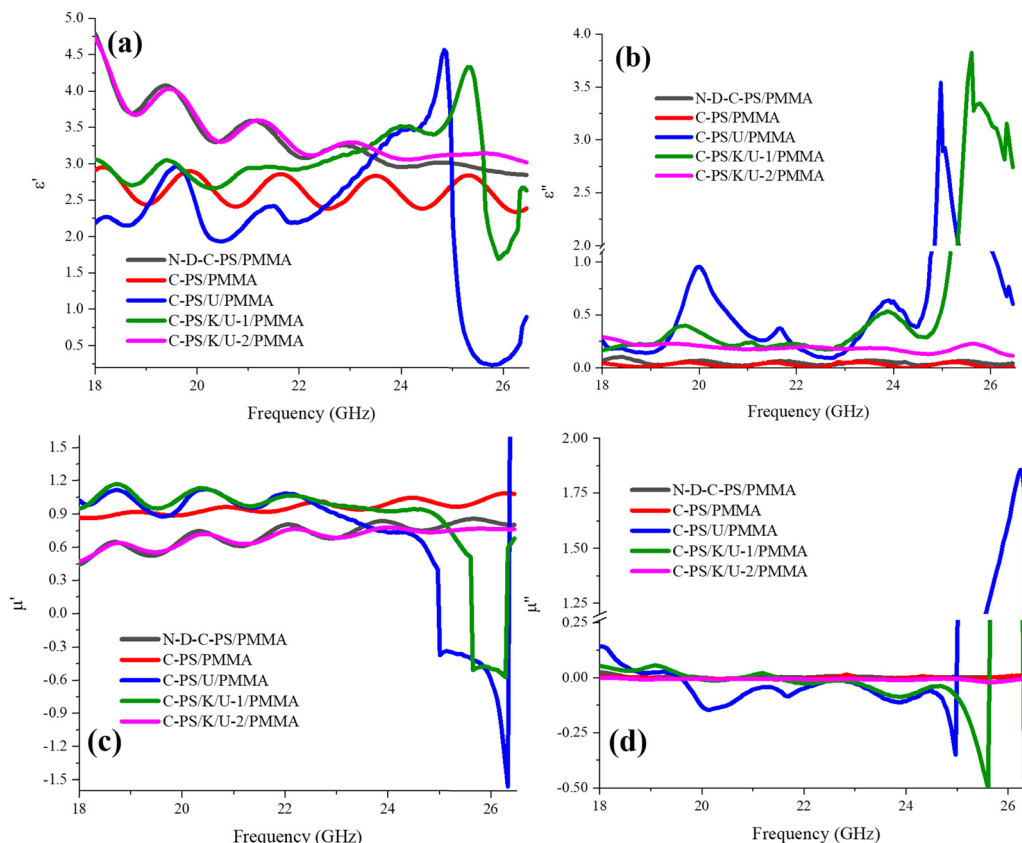 (a)
5.0
4.5
4.0
3.5
3.0
2.5
2.0
1.5
1.0
0.5
ε'
N-D-C-PS/PMMA
C-PS/PMMA
C-PS/U/PMMA
C-PS/K/U-1/PMMA
C-PS/K/U-2/PMMA
18 20 22 24 26
Frequency (GHz)
(b)
4.0
3.5
3.0
2.5
2.0
1.0
0.5
0.0
ε"
N-D-C-PS/PMMA
C-PS/PMMA
C-PS/U/PMMA
C-PS/K/U-1/PMMA
C-PS/K/U-2/PMMA
18 20 22 24 26
Frequency (GHz)
1.5
1.2
0.9
0.6
0.3
0.0
-0.3
-0.6
-0.9
-1.2
-1.5
μ'
N-D-C-PS/PMMA
C-PS/PMMA
C-PS/U/PMMA
C-PS/K/U-1/PMMA
C-PS/K/U-2/PMMA
(c)
18 20 22 24 26
Frequency (GHz)
2.00
1.75
1.50
1.25
0.25
0.00
-0.25
-0.50
μ"
N-D-C-PS/PMMA
C-PS/PMMA
C-PS/U/PMMA
C-PS/K/U-1/PMMA
C-PS/K/U-2/PMMA
(d)
18 20 22 24 26
Frequency (GHz)